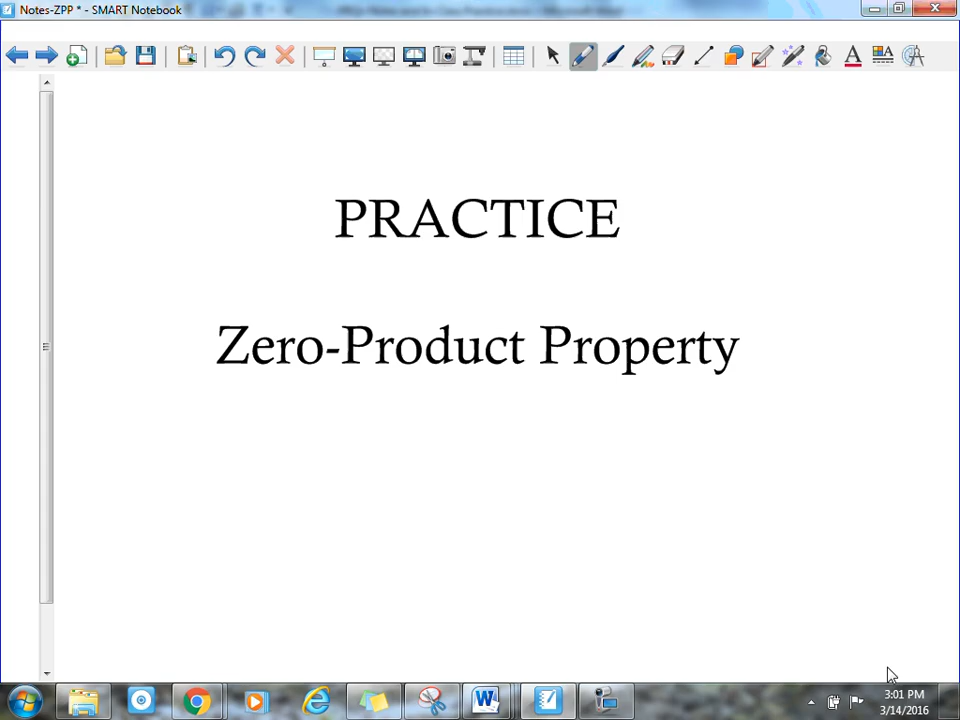 Notes-ZPP * - SMART Notebook
PRACTICE
Zero-Product Property
3:01 PM
3/14/2016